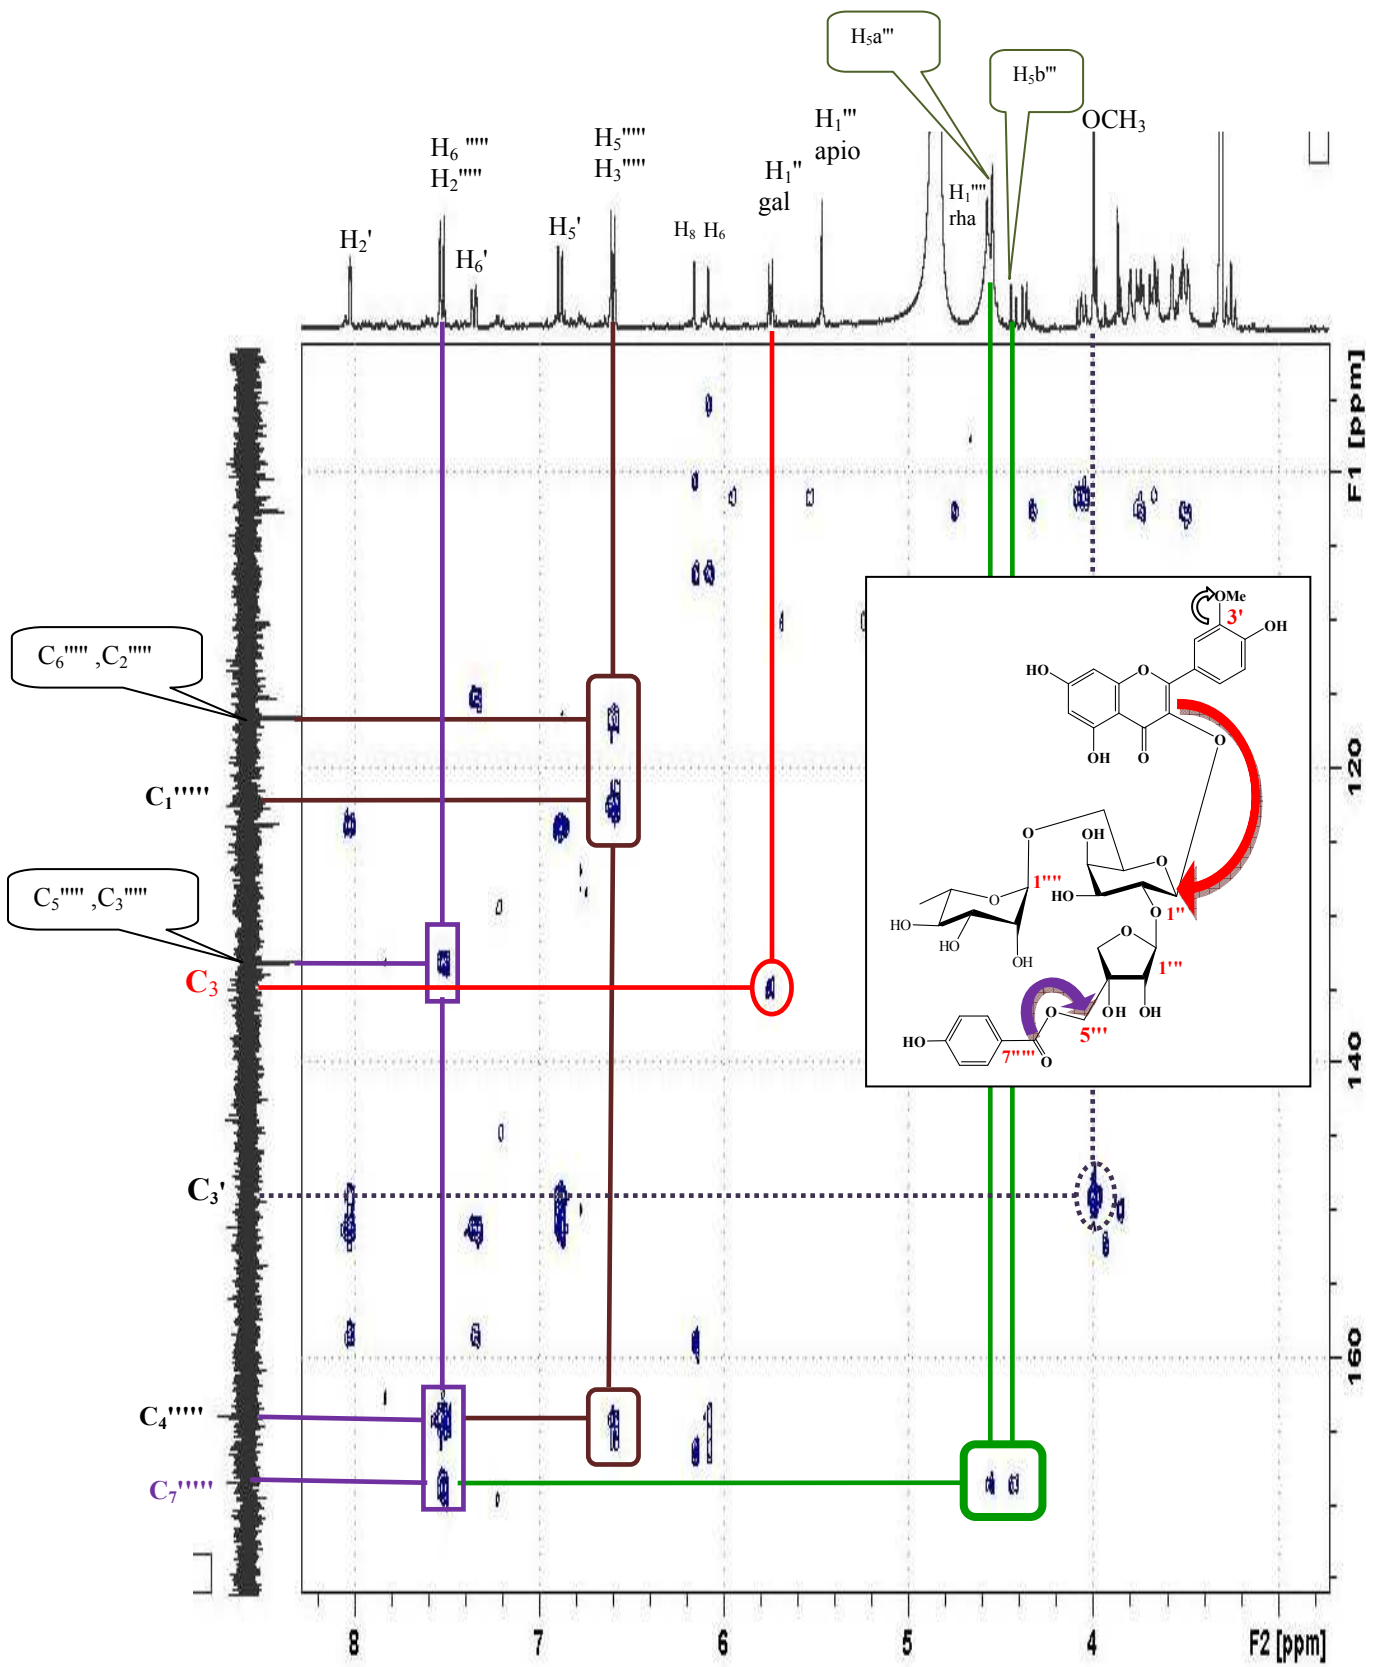 H₅a'''
H₅b'''
OCH₃
H₁'''
apio
H₆ '''''
H₂'''''
H₅'''''
H₃'''''
H₁''
gal
H₁''''
rha
H₂'
H₆'
H₅'
H₈ H₆
F1 [ppm]
C₆''''' ,C₂'''''
C₁'''''
120
C₅''''' ,C₃'''''
C₃
140
C₃'
160
C₄'''''
C₇'''''
OMe
3'
OH
HO
O
O
OH
O
O
OH
O
1''''
O
HO
1''
O
HO
HO
OH
O
1'''
OH
OH
O
5'''
HO
7'''''
O
8
7
6
5
4
F2 [ppm]